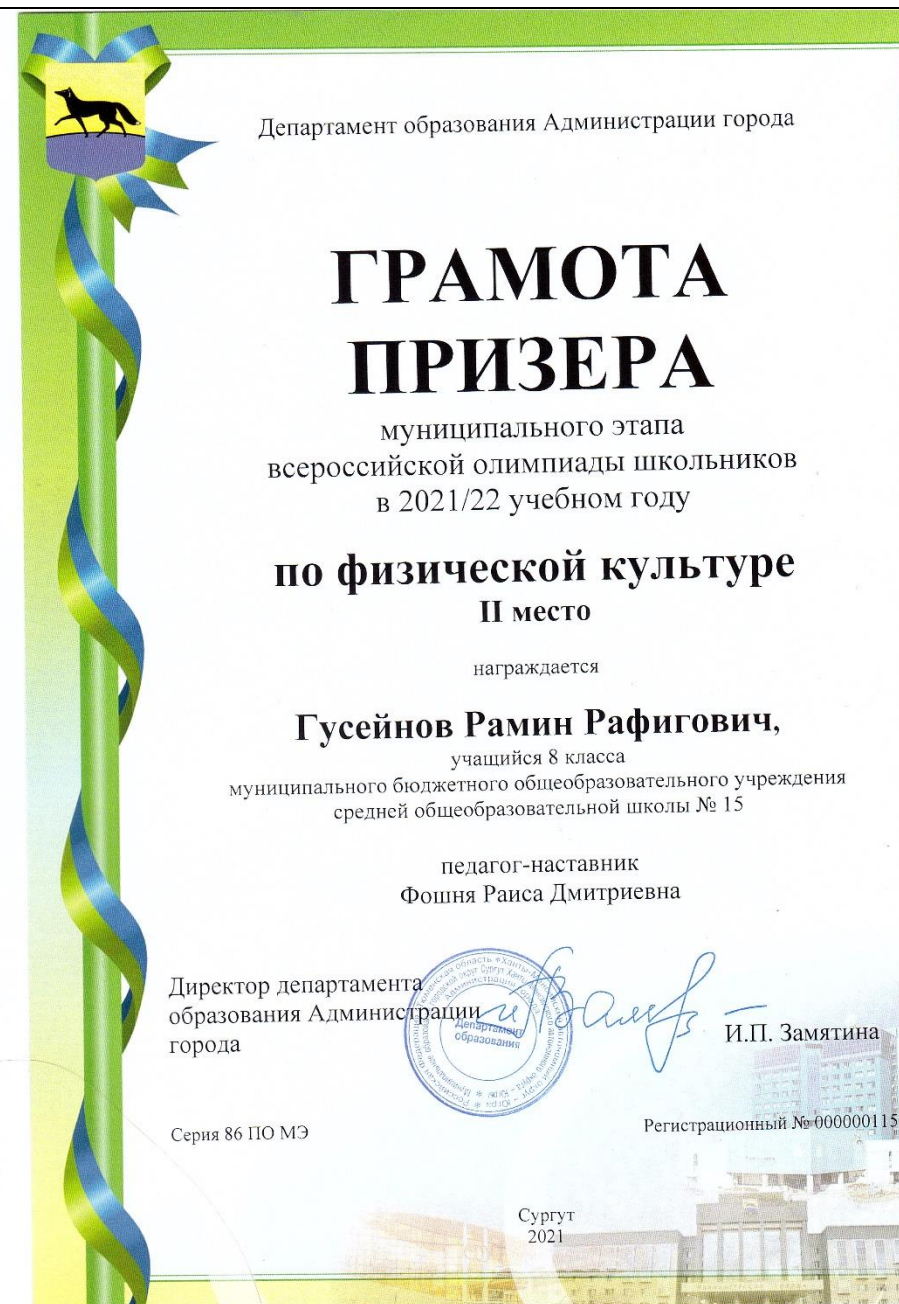 Департамент образования Администрации города
ГРАМОТА
ПРИЗЕРА
муниципального этапа
всероссийской олимпиады школьников
в 2021/22 учебном году
по физической культуре
II место
награждается
Гусейнов Рамин Рафигович,
учащийся 8 класса
муниципального бюджетного общеобразовательного учреждения
средней общеобразовательной школы № 15
педагог-наставник
Фошня Раиса Дмитриевна
Директор департамента
образования Администрации
города
Департамент
образования
И.П. Замятина
Серия 86 ПО МЭ
Регистрационный № 000000115
Сургут
2021